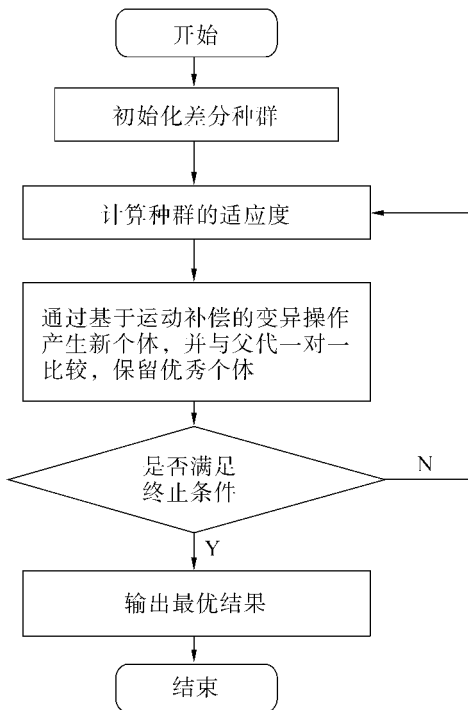 开始
初始化差分种群
计算种群的适应度
通过基于运动补偿的变异操作
产生新个体，并与父代一对一
比较，保留优秀个体
是否满足
终止条件
N
Y
输出最优结果
结束